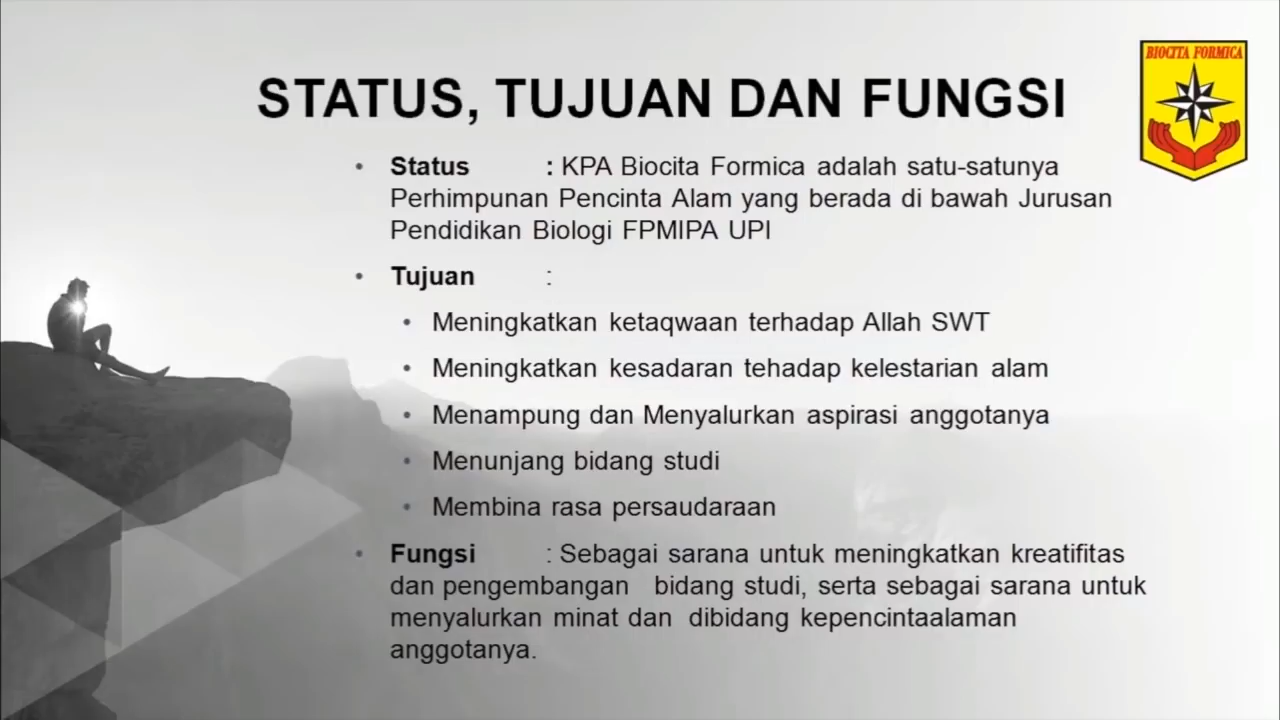 BIOCITA FORMICA
STATUS, TUJUAN DAN FUNGSI
• Status : KPA Biocita Formica adalah satu-satunya
Perhimpunan Pencinta Alam yang berada di bawah Jurusan
Pendidikan Biologi FPMIPA UPI
• Tujuan :
• Meningkatkan ketaqwaan terhadap Allah SWT
• Meningkatkan kesadaran tehadap kelestarian alam
• Menampung dan Menyalurkan aspirasi anggotanya
• Menunjang bidang studi
• Membina rasa persaudaraan
• Fungsi : Sebagai sarana untuk meningkatkan kreatifitas
dan pengembangan bidang studi, serta sebagai sarana untuk
menyalurkan minat dan dibidang kepencintaalaman
anggotanya.